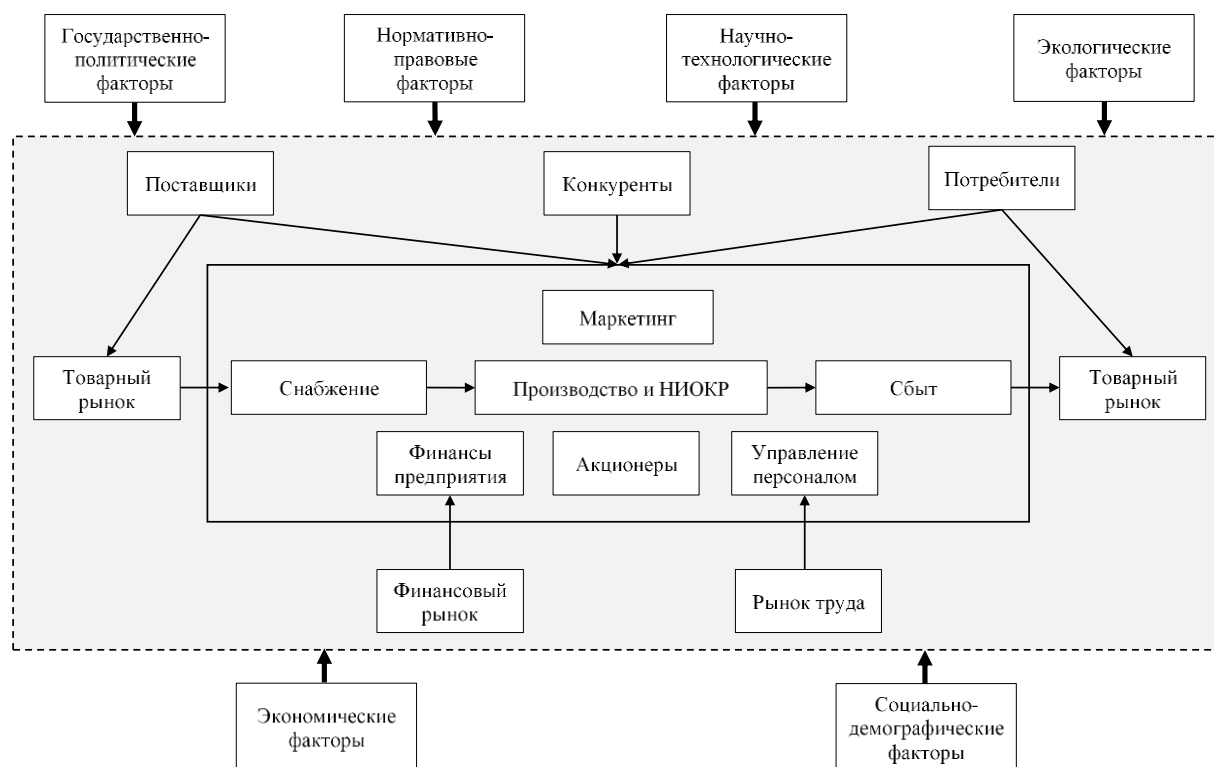 Государственно-
политические
факторы
Нормативно-
правовые
факторы
Научно-
технологические
факторы
Экологические
факторы
Поставщики
Конкуренты
Потребители
Маркетинг
Товарный
рынок
Снабжение
Производство и НИОКР
Сбыт
Товарный
рынок
Финансы
предприятия
Акционеры
Управление
персоналом
Финансовый
рынок
Рынок труда
Экономические
факторы
Социально-
демографические
факторы